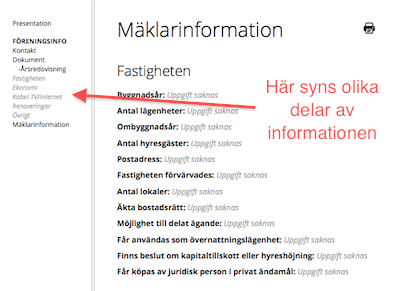 Presentation
FÖRENINGSINFO
Kontakt
Dokument
-Årsredovisning
Fastigheten
Ekonomi
Kabel-TV/internet
Renoveringar
Övrigt
Mäklarinformation
Mäklarinformation
Fastigheten
Byggnadsår: Uppgift saknas
Antal lägenheter: Uppgift saknas
Ombyggnadsår: Uppgift saknas
Antal hyresgäster: Uppgift saknas
Postadress: Uppgift saknas
Fastigheten förvärvades: Uppgift saknas
Antal lokaler: Uppgift saknas
Äkta bostadsrätt: Uppgift saknas
Möjlighet till delat ägande: Uppgift saknas
Får användas som övernattningslägenhet: Uppgift saknas
Finns beslut om kapitaltillskott eller hyreshöjning: Uppgift saknas
Får köpas av juridisk person i privat ändamål: Uppgift saknas
Här syns olika
delar av
informationen